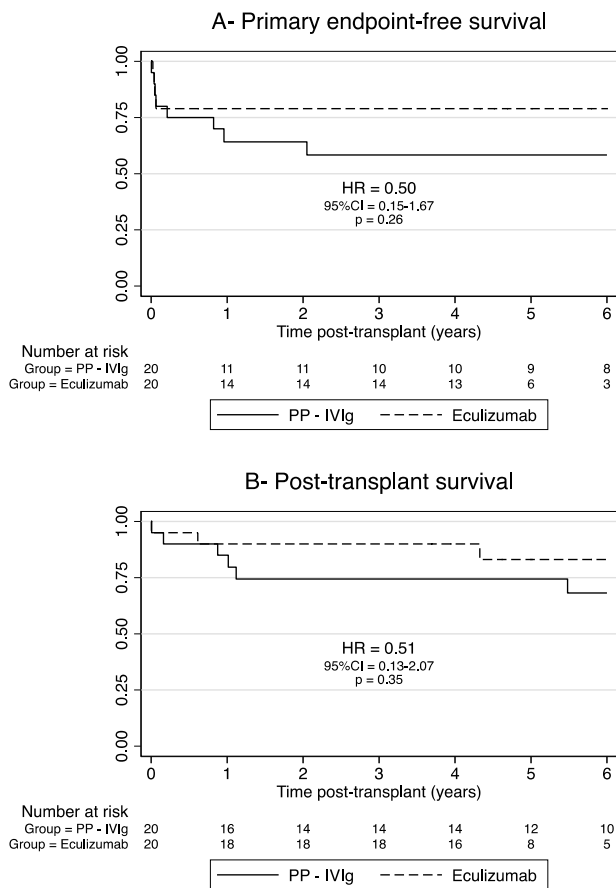 A- Primary endpoint-free survival
1.00
0.75
0.50
0.25
0.00
HR = 0.50
95%CI = 0.15-1.67
p = 0.26
0 1 2 3 4 5 6
Time post-transplant (years)
Number at risk
Group = PP - IVIg 20 11 11 10 10 9 8
Group = Eculizumab 20 14 14 14 13 6 3
PP - IVIg Eculizumab
B- Post-transplant survival
1.00
0.75
0.50
0.25
0.00
HR = 0.51
95%CI = 0.13-2.07
p = 0.35
0 1 2 3 4 5 6
Time post-transplant (years)
Number at risk
Group = PP - IVIg 20 16 14 14 14 12 10
Group = Eculizumab 20 18 18 18 16 8 5
PP - IVIg Eculizumab